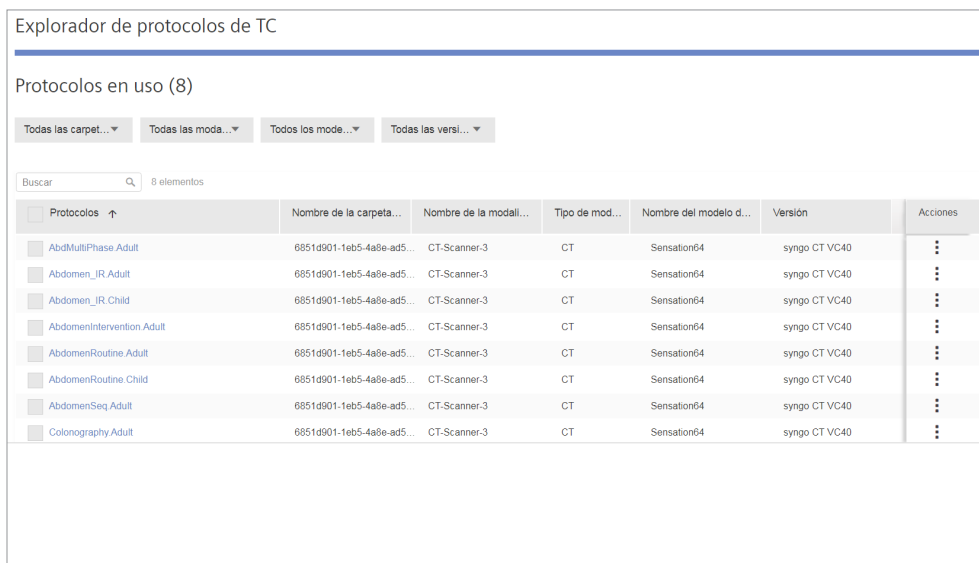 Explorador de protocolos de TC
Protocolos en uso (8)
Todas las carpet... Todas las moda... Todos los mode... Todas las versi...
Buscar 8 elementos
Protocolos Nombre de la carpeta... Nombre de la modali... Tipo de mod... Nombre del modelo d... Versión Acciones
AbdMultiPhase.Adult 6851d901-1eb5-4a8e-ad5... CT-Scanner-3 CT Sensation64 syngo CT VC40
Abdomen_IR.Adult 6851d901-1eb5-4a8e-ad5... CT-Scanner-3 CT Sensation64 syngo CT VC40
Abdomen_IR.Child 6851d901-1eb5-4a8e-ad5... CT-Scanner-3 CT Sensation64 syngo CT VC40
AbdomenIntervention.Adult 6851d901-1eb5-4a8e-ad5... CT-Scanner-3 CT Sensation64 syngo CT VC40
AbdomenRoutine.Adult 6851d901-1eb5-4a8e-ad5... CT-Scanner-3 CT Sensation64 syngo CT VC40
AbdomenRoutine.Child 6851d901-1eb5-4a8e-ad5... CT-Scanner-3 CT Sensation64 syngo CT VC40
AbdomenSeq.Adult 6851d901-1eb5-4a8e-ad5... CT-Scanner-3 CT Sensation64 syngo CT VC40
Colonography.Adult 6851d901-1eb5-4a8e-ad5... CT-Scanner-3 CT Sensation64 syngo CT VC40